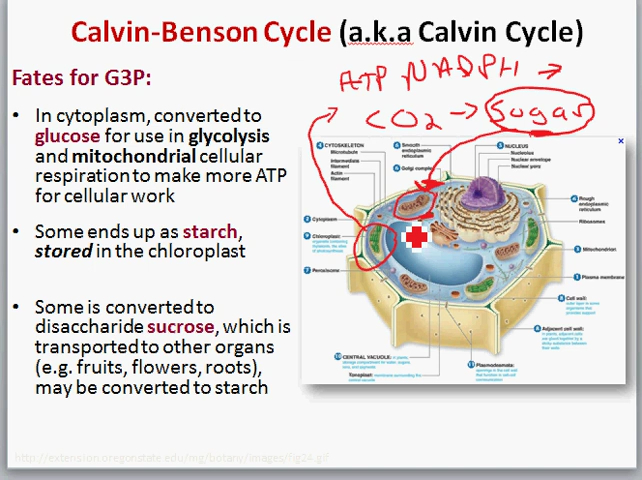 Calvin-Benson Cycle (a.k.a Calvin Cycle)
Fates for G3P:
ATP NADPH →
CO2 → Sugar
• In cytoplasm, converted to
glucose for use in glycolysis
and mitochondrial cellular
respiration to make more ATP
for cellular work
• Some ends up as starch,
stored in the chloroplast
• Some is converted to
disaccharide sucrose, which is
transported to other organs
(e.g. fruits, flowers, roots),
may be converted to starch
CYTOSKELETON
Microtubule
Intermediate
filament
Actin
filament
Smooth
endoplasmic
reticulum
Golgi complex
NUCLEUS
Nucleolus
Nuclear envelope
Nuclear pore
Rough
endoplasmic
reticulum
Ribosomes
Cytoplasm
Chloroplast
Peroxisome
Mitochondrion
Plasma membrane
Cell wall
Adjacent cell wall
CENTRAL VACUOLE
Tonoplast
Plasmodesmata
http://extension.oregonstate.edu/mg/botany/images/fig14.gif